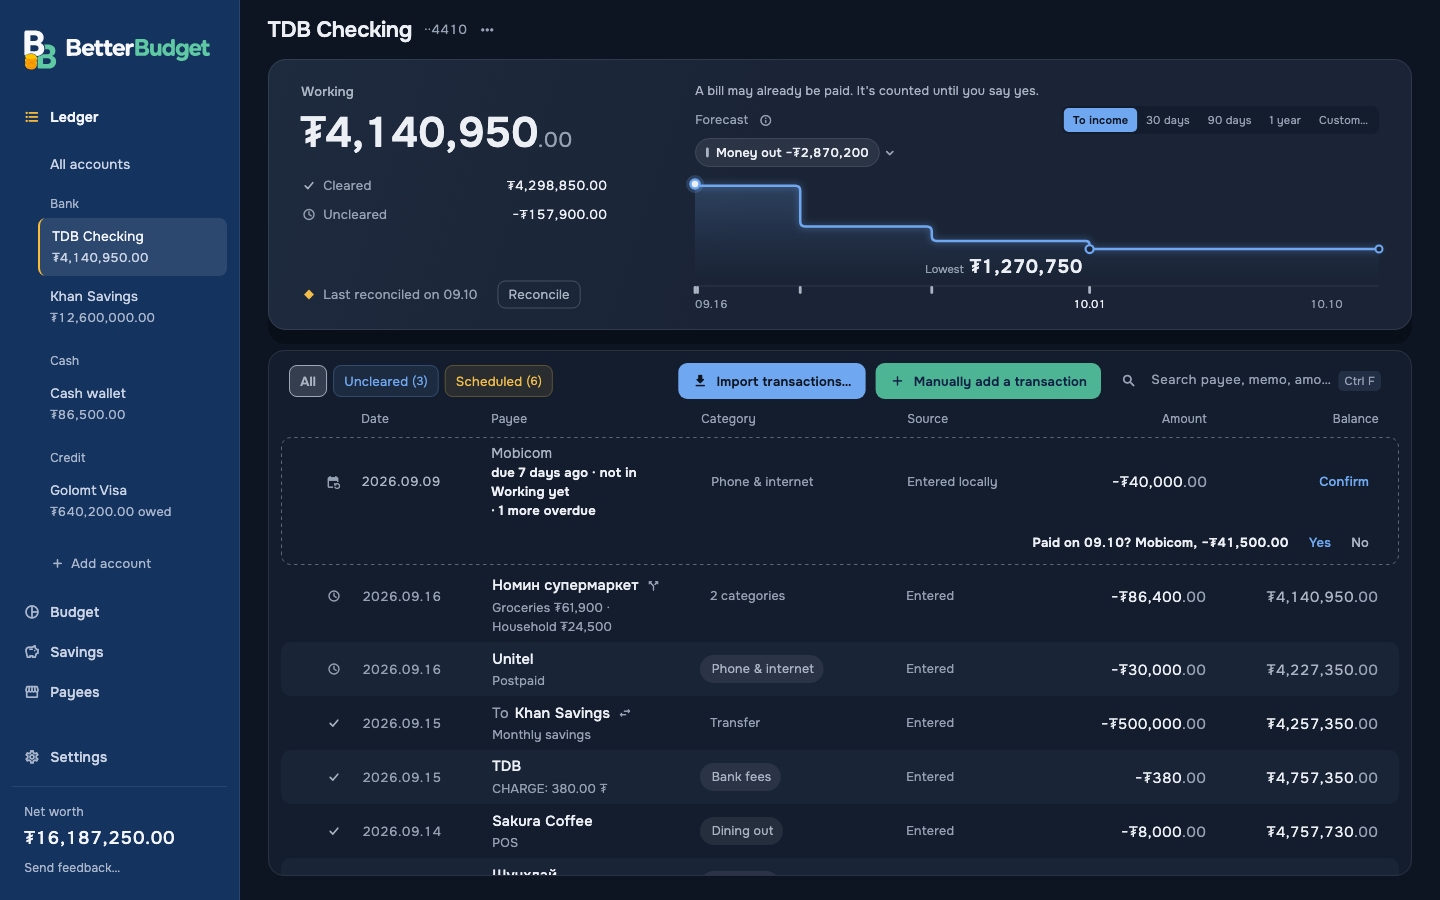 BetterBudget
Ledger
All accounts
Bank
TDB Checking
₮4,140,950.00
Khan Savings
₮12,600,000.00
Cash
Cash wallet
₮86,500.00
Credit
Golomt Visa
₮640,200.00 owed
+ Add account
Budget
Savings
Payees
Settings
Net worth
₮16,187,250.00
Send feedback...
TDB Checking ··4410 •••
Working
₮4,140,950.00
Cleared ₮4,298,850.00
Uncleared −₮157,900.00
Last reconciled on 09.10 Reconcile
A bill may already be paid. It's counted until you say yes.
Forecast
To income 30 days 90 days 1 year Custom...
Money out −₮2,870,200
Lowest ₮1,270,750
09.16 10.01 10.10
All Uncleared (3) Scheduled (6) Import transactions... + Manually add a transaction Search payee, memo, amo... Ctrl F
Date Payee Category Source Amount Balance
Mobicom
due 7 days ago · not in
Working yet
· 1 more overdue
2026.09.09 Phone & internet Entered locally −₮40,000.00 Confirm
Paid on 09.10? Mobicom, −₮41,500.00 Yes No
2026.09.16 Номин супермаркет 2 categories Entered −₮86,400.00 ₮4,140,950.00
Groceries ₮61,900 ·
Household ₮24,500
2026.09.16 Unitel Phone & internet Entered −₮30,000.00 ₮4,227,350.00
Postpaid
2026.09.15 To Khan Savings Transfer Entered −₮500,000.00 ₮4,257,350.00
Monthly savings
2026.09.15 TDB Bank fees Entered −₮380.00 ₮4,757,350.00
CHARGE: 380.00 ₮
2026.09.14 Sakura Coffee Dining out Entered −₮8,000.00 ₮4,757,730.00
POS